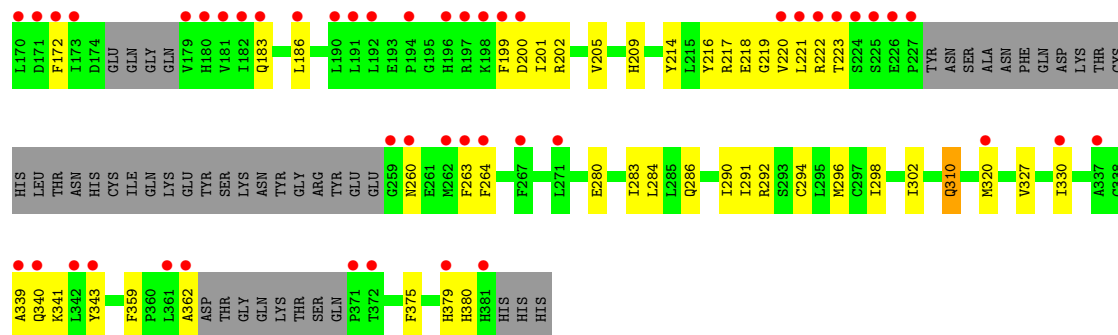 L170 D171 F172 I173 D174 GLU GLN GLY GLN V179 H180 V181 I182 Q183 L186 L190 L191 L192 E193 P194 G195 H196 R197 K198 F199 D200 I201 R202 V205 H209 Y214 L215 Y216 R217 E218 G219 V220 L221 R222 T223 S224 S225 E226 P227 TYR ASN SER ALA ASN PHE GLN ASP LYS THR CYS
HIS LEU THR ASN HIS CYS ILE GLN LYS GLU TYR SER LYS ASN TYR GLY ARG TYR GLU GLU G259 N260 E261 M262 F263 F264 F267 L271 E280 I283 L284 L285 Q286 I290 I291 R292 S293 C294 L295 M296 C297 I298 I302 Q310 M320 V327 I330 A337
A339 Q340 K341 L342 Y343 F359 P360 L361 A362 ASP THR GLY GLN LYS THR SER GLN P371 T372 F375 H379 H380 H381 HIS HIS HIS